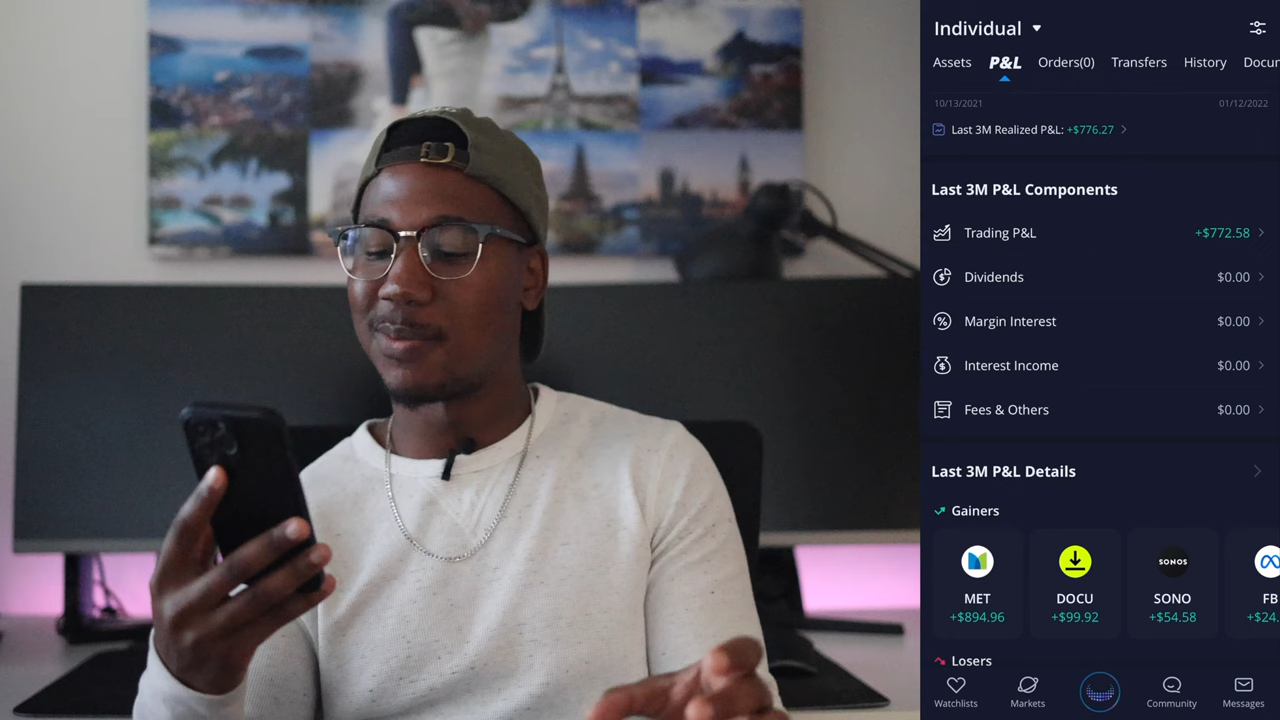 Individual
Assets P&L Orders(0) Transfers History Docur
10/13/2021 01/12/2022
Last 3M Realized P&L: +$776.27
Last 3M P&L Components
Trading P&L +$772.58
Dividends $0.00
Margin Interest $0.00
Interest Income $0.00
Fees & Others $0.00
Last 3M P&L Details
Gainers
SONOS
MET DOCU SONO FB
+$894.96 +$99.92 +$54.58 +$24.
Losers
Watchlists Markets Community Messages